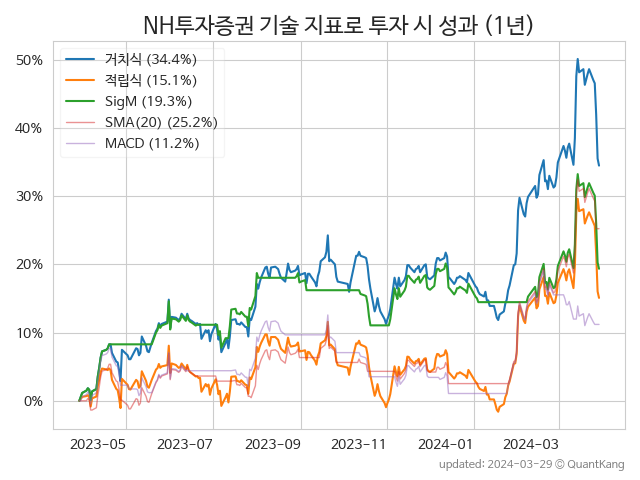 NH투자증권 기술 지표로 투자 시 성과 (1년)
거치식 (34.4%)
적립식 (15.1%)
SigM (19.3%)
SMA(20) (25.2%)
MACD (11.2%)
50%
40%
30%
20%
10%
0%
2023-05 2023-07 2023-09 2023-11 2024-01 2024-03
updated: 2024-03-29 © QuantKang